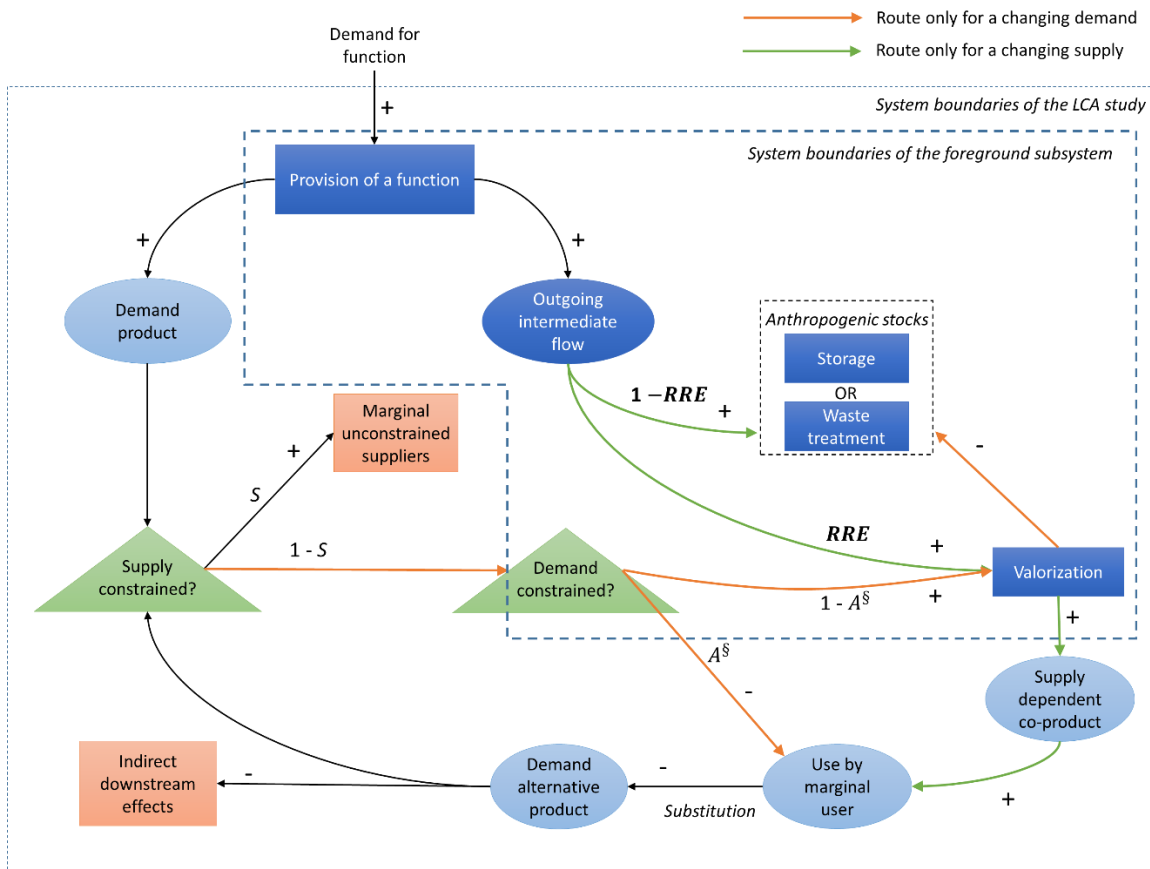 Route only for a changing demand
Route only for a changing supply
Demand for
function
+
System boundaries of the LCA study
System boundaries of the foreground subsystem
Provision of a function
+
+
Demand
product
Outgoing
intermediate
flow
Anthropogenic stocks
Storage
OR
Waste
treatment
1 −RRE
+
-
Marginal
unconstrained
suppliers
+
S
RRE
+
Supply
constrained?
1 - S
Demand
constrained?
1 - A§
+
Valorization
+
A§
-
Supply
dependent
co-product
+
Use by
marginal
user
-
Substitution
Demand
alternative
product
-
Indirect
downstream
effects